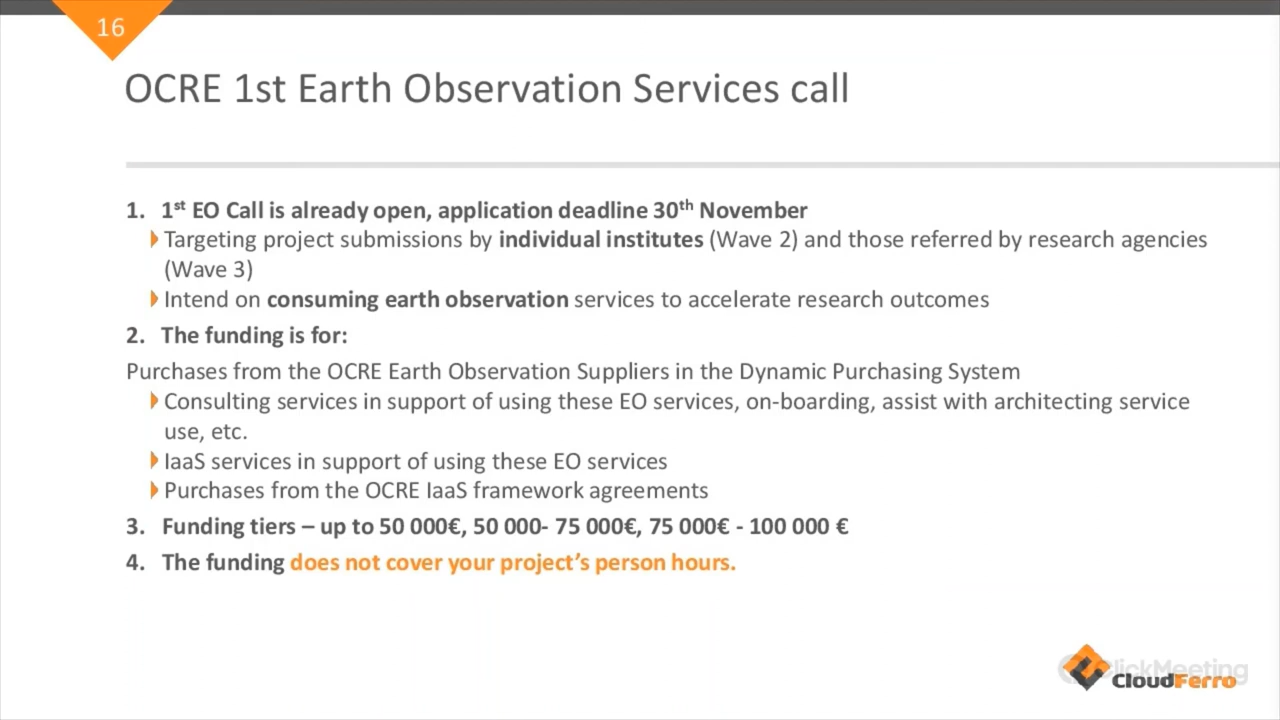 16
OCRE 1st Earth Observation Services call
1. 1st EO Call is already open, application deadline 30th November
Targeting project submissions by individual institutes (Wave 2) and those referred by research agencies
(Wave 3)
Intend on consuming earth observation services to accelerate research outcomes
2. The funding is for:
Purchases from the OCRE Earth Observation Suppliers in the Dynamic Purchasing System
Consulting services in support of using these EO services, on-boarding, assist with architecting service
use, etc.
IaaS services in support of using these EO services
Purchases from the OCRE IaaS framework agreements
3. Funding tiers – up to 50 000€, 50 000- 75 000€, 75 000€ - 100 000 €
4. The funding does not cover your project’s person hours.
ClickMeeting
CloudFerro